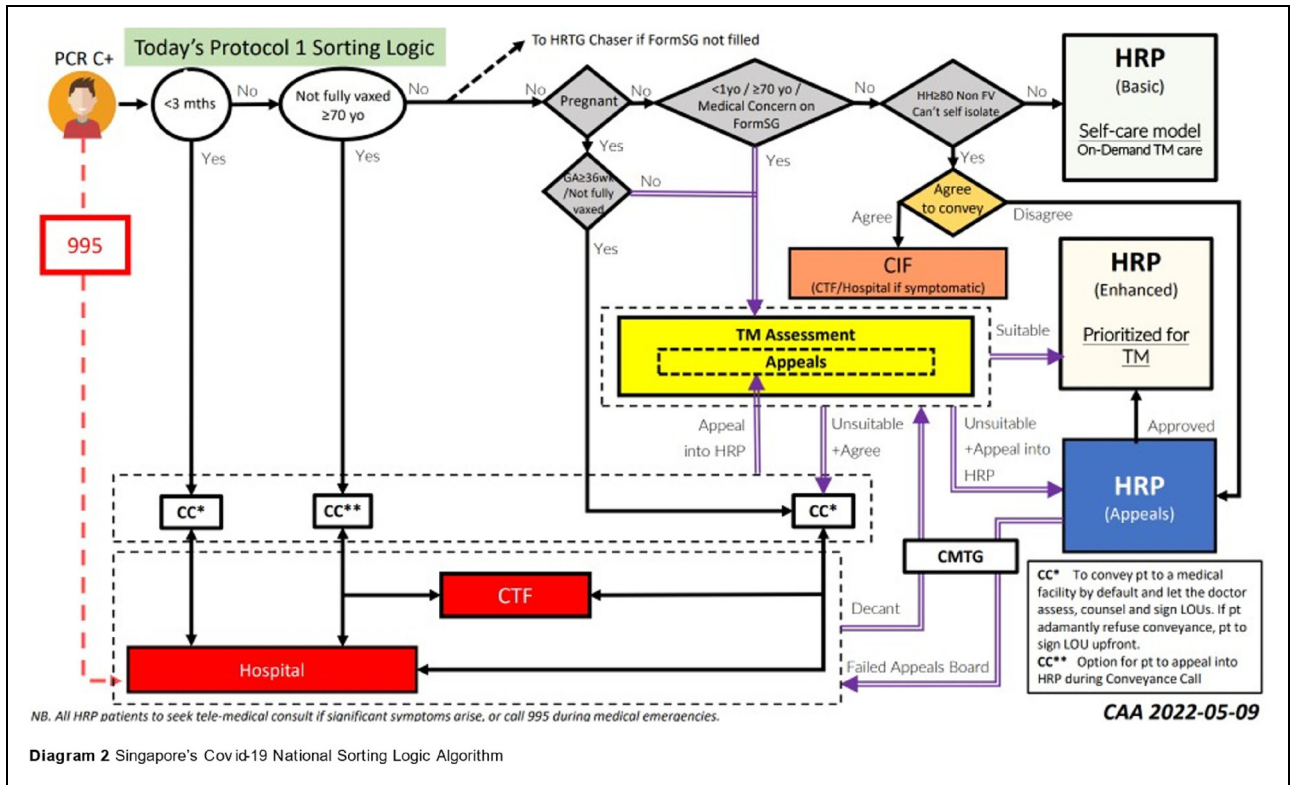 Today's Protocol 1 Sorting Logic
To HRTG Chaser if FormSG not filled
PCR C+
<3 mths
No
Not fully vaxed
≥70 yo
No
No
Pregnant
No
<1yo / ≥70 yo /
Medical Concern on
FormSG
No
HH≥80 Non FV
Can't self isolate
No
HRP
(Basic)
Self-care model
On-Demand TM care
Yes
Yes
Yes
Yes
Yes
GA≥36wk
/Not fully
vaxed
No
Agree
to convey
Agree
Disagree
995
Yes
CIF
(CTF/Hospital if symptomatic)
HRP
(Enhanced)
Prioritized for
TM
TM Assessment
Appeals
Suitable
Appeal
into HRP
Unsuitable
+Agree
Unsuitable
+Appeal into
HRP
Approved
HRP
(Appeals)
CC*
CC**
CC*
CMTG
CTF
Decant
Hospital
Failed Appeals Board
CC* To convey pt to a medical
facility by default and let the doctor
assess, counsel and sign LOUs. If pt
adamantly refuse conveyance, pt to
sign LOU upfront.
CC** Option for pt to appeal into
HRP during Conveyance Call
NB. All HRP patients to seek tele-medical consult if significant symptoms arise, or call 995 during medical emergencies.
CAA 2022-05-09
Diagram 2 Singapore's Covid-19 National Sorting Logic Algorithm